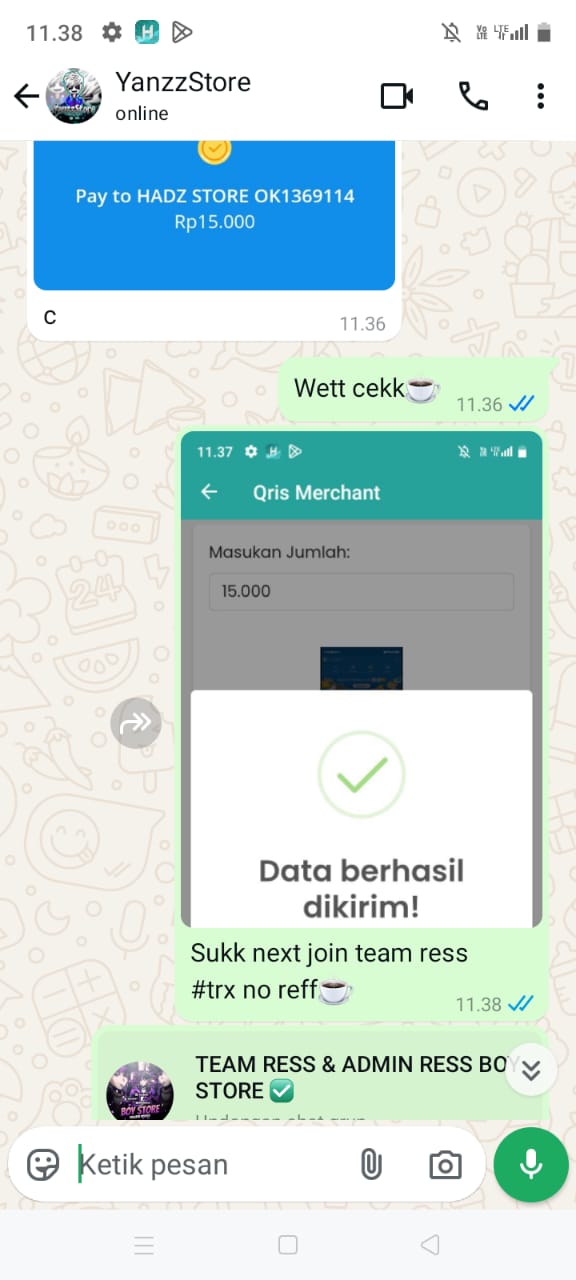 11.38
YanzzStore
online
Pay to HADZ STORE OK1369114
Rp15.000
C
11.36
Wett cekk
11.36
11.37
Qris Merchant
Masukan Jumlah:
15.000
Data berhasil
dikirim!
Sukk next join team ress
#trx no reff
11.38
TEAM RESS & ADMIN RESS BOY
STORE
BOY STORE
Ketik pesan